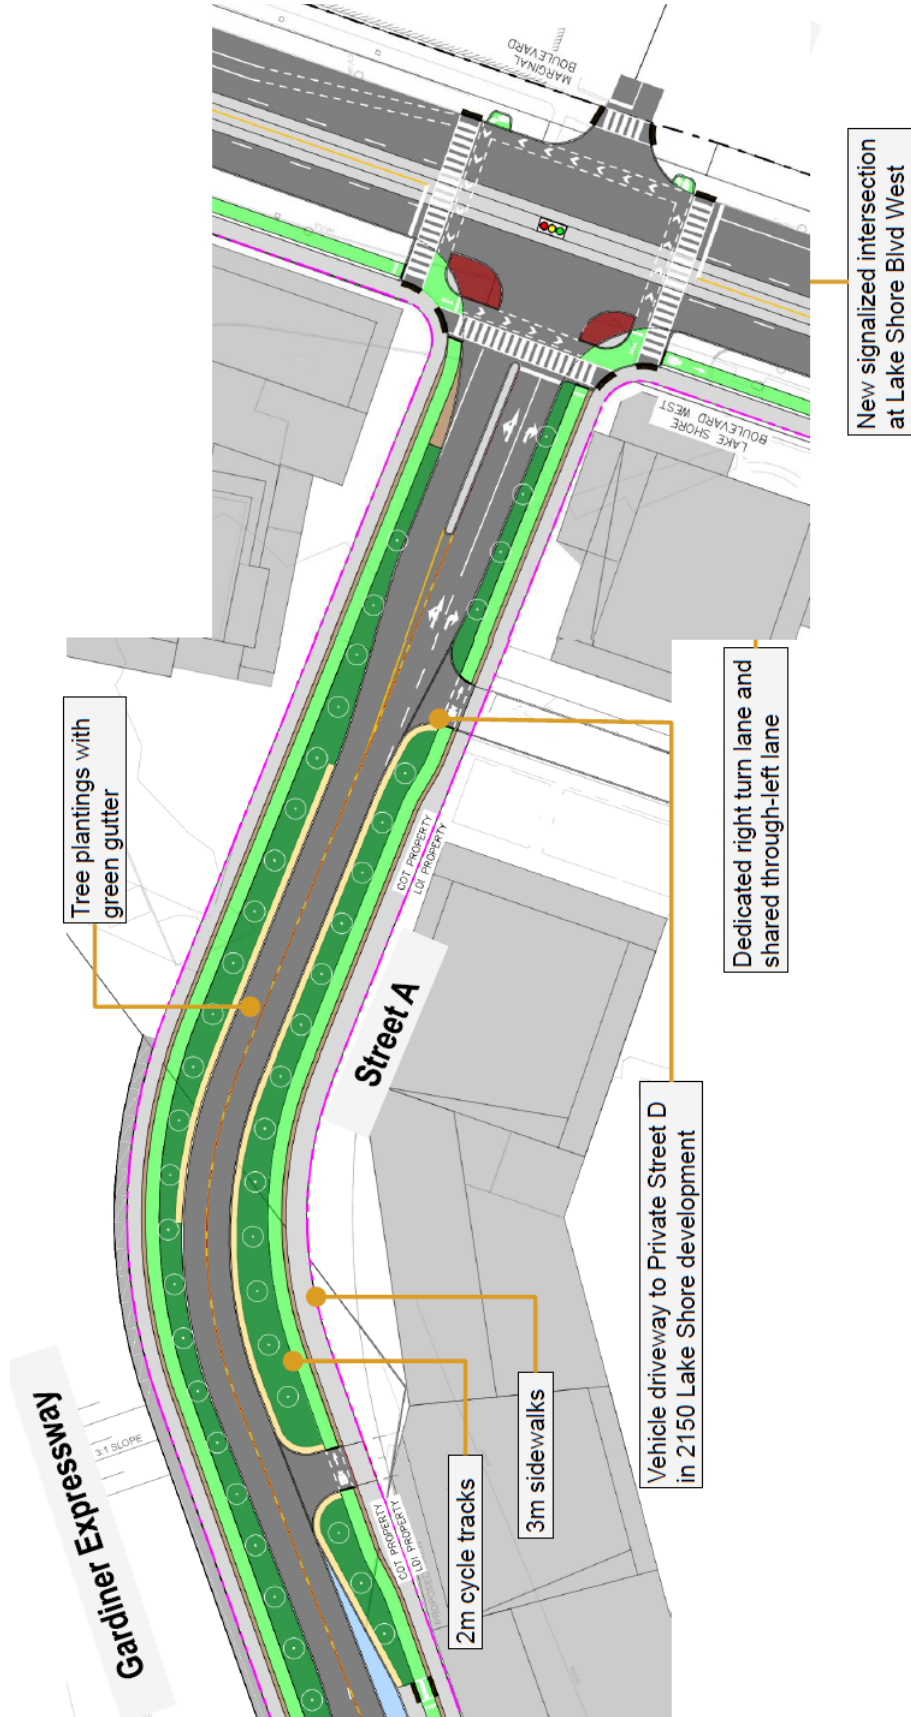 Gardiner Expressway
3:1 SLOPE
Tree plantings with
green gutter
Street A
2m cycle tracks
3m sidewalks
COT PROPERTY
LDI PROPERTY
COT PROPERTY
LDI PROPERTY
PROPOSED
Vehicle driveway to Private Street D
in 2150 Lake Shore development
Dedicated right turn lane and
shared through-left lane
LAKE SHORE
BOULEVARD WEST
MARGINAL
BOULEVARD
New signalized intersection
at Lake Shore Blvd West